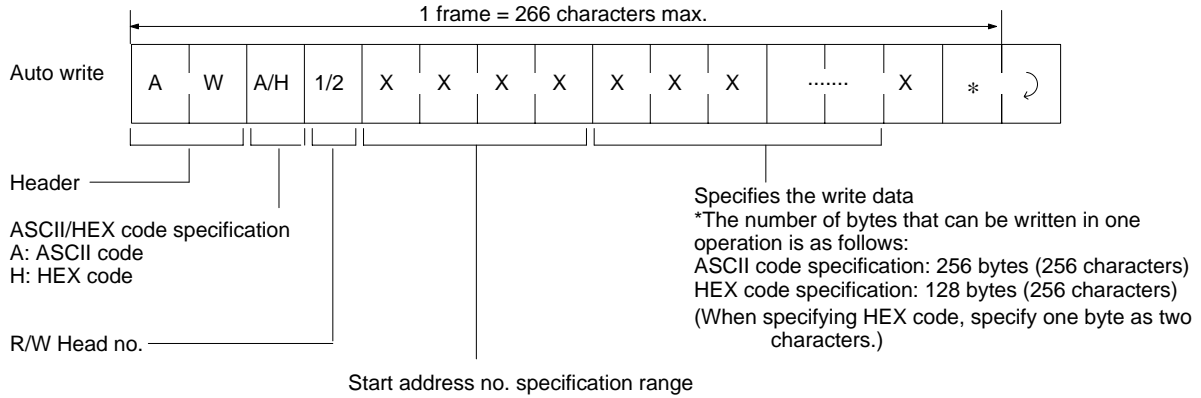 1 frame = 266 characters max.
Auto write
A W A/H 1/2 X X X X X X X ....... X * ⤸
Header
ASCII/HEX code specification
A: ASCII code
H: HEX code
R/W Head no.
Specifies the write data
*The number of bytes that can be written in one
operation is as follows:
ASCII code specification: 256 bytes (256 characters)
HEX code specification: 128 bytes (256 characters)
(When specifying HEX code, specify one byte as two
characters.)
Start address no. specification range